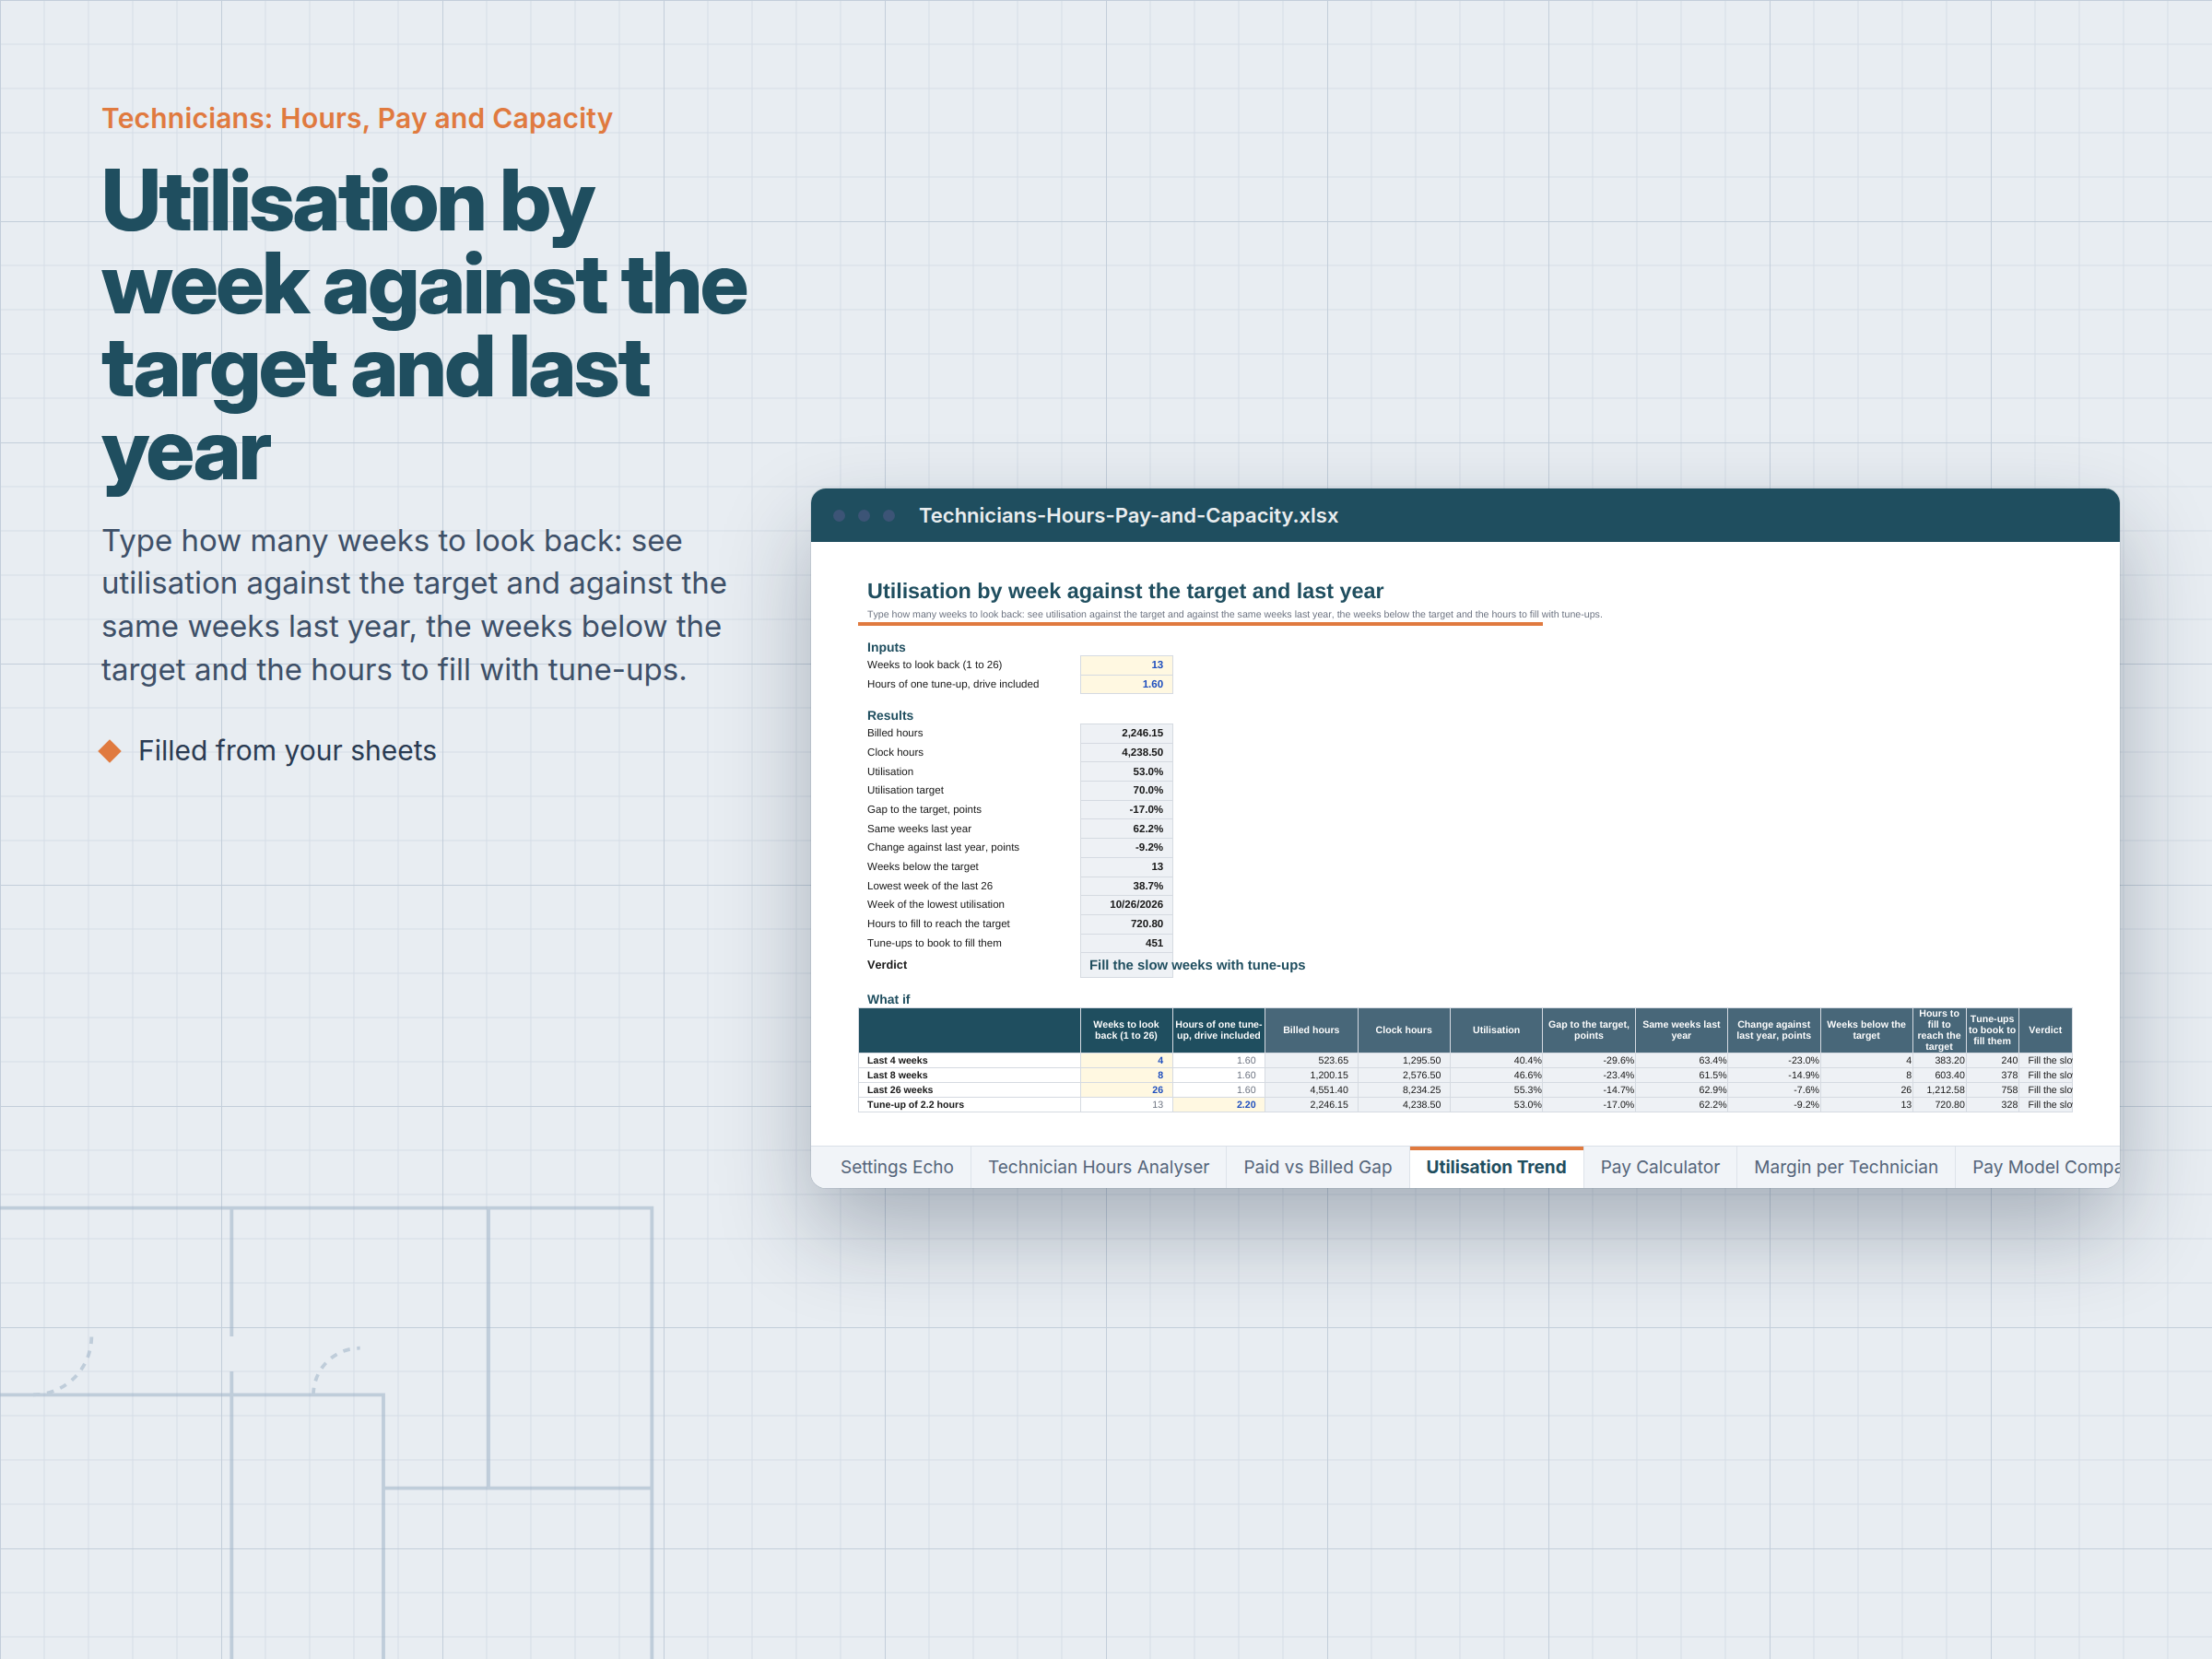 Technicians: Hours, Pay and Capacity
Utilisation by
week against the
target and last
year
Type how many weeks to look back: see
utilisation against the target and against the
same weeks last year, the weeks below the
target and the hours to fill with tune-ups.
Filled from your sheets
Technicians-Hours-Pay-and-Capacity.xlsx
Utilisation by week against the target and last year
Type how many weeks to look back: see utilisation against the target and against the same weeks last year, the weeks below the target and the hours to fill with tune-ups.
Inputs
Weeks to look back (1 to 26) 13
Hours of one tune-up, drive included 1.60
Results
Billed hours 2,246.15
Clock hours 4,238.50
Utilisation 53.0%
Utilisation target 70.0%
Gap to the target, points -17.0%
Same weeks last year 62.2%
Change against last year, points -9.2%
Weeks below the target 13
Lowest week of the last 26 38.7%
Week of the lowest utilisation 10/26/2026
Hours to fill to reach the target 720.80
Tune-ups to book to fill them 451
Verdict Fill the slow weeks with tune-ups
What if
Weeks to look back (1 to 26) Hours of one tune-up, drive included Billed hours Clock hours Utilisation Gap to the target, points Same weeks last year Change against last year, points Weeks below the target Hours to fill to reach the target Tune-ups to book to fill them Verdict
Last 4 weeks 4 1.60 523.65 1,295.50 40.4% -29.6% 63.4% -23.0% 4 383.20 240 Fill the slo
Last 8 weeks 8 1.60 1,200.15 2,576.50 46.6% -23.4% 61.5% -14.9% 8 603.40 378 Fill the slo
Last 26 weeks 26 1.60 4,551.40 8,234.25 55.3% -14.7% 62.9% -7.6% 26 1,212.58 758 Fill the slo
Tune-up of 2.2 hours 13 2.20 2,246.15 4,238.50 53.0% -17.0% 62.2% -9.2% 13 720.80 328 Fill the slo
Settings Echo Technician Hours Analyser Paid vs Billed Gap Utilisation Trend Pay Calculator Margin per Technician Pay Model Compa